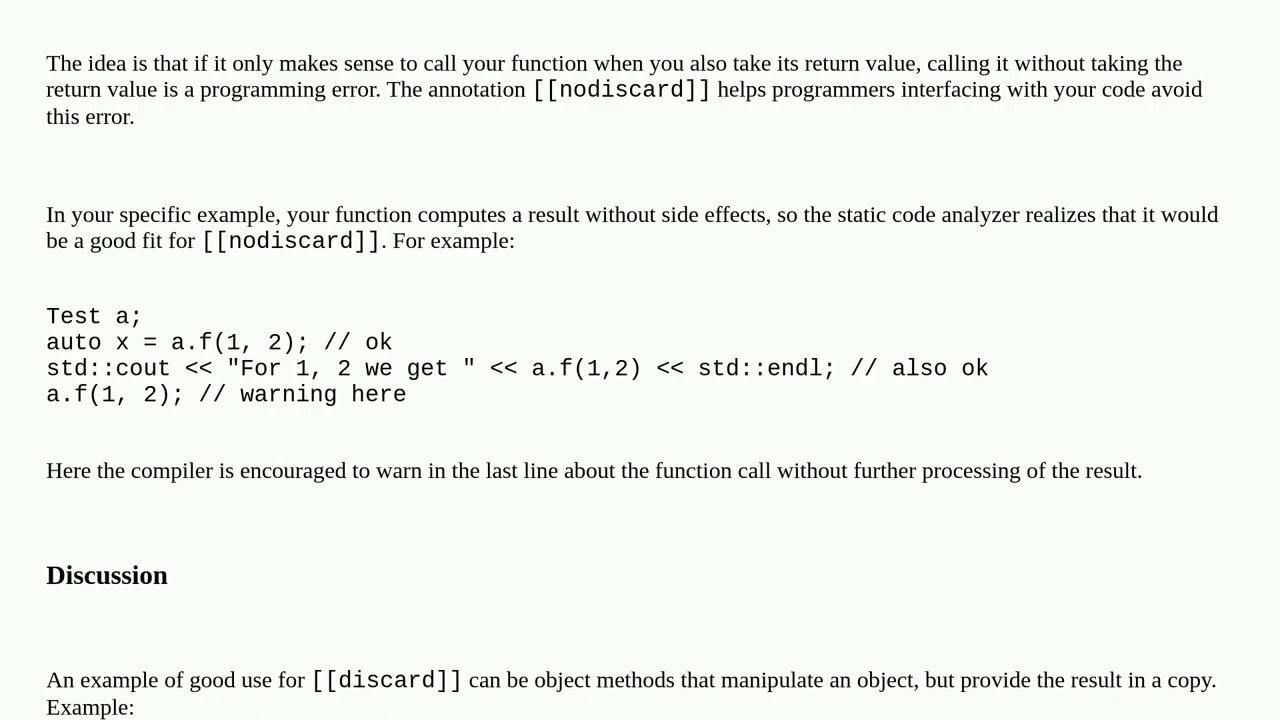 The idea is that if it only makes sense to call your function when you also take its return value, calling it without taking the
return value is a programming error. The annotation [[nodiscard]] helps programmers interfacing with your code avoid
this error.
In your specific example, your function computes a result without side effects, so the static code analyzer realizes that it would
be a good fit for [[nodiscard]]. For example:
Test a;
auto x = a.f(1, 2); // ok
std::cout << "For 1, 2 we get " << a.f(1,2) << std::endl; // also ok
a.f(1, 2); // warning here
Here the compiler is encouraged to warn in the last line about the function call without further processing of the result.
Discussion
An example of good use for [[discard]] can be object methods that manipulate an object, but provide the result in a copy.
Example: